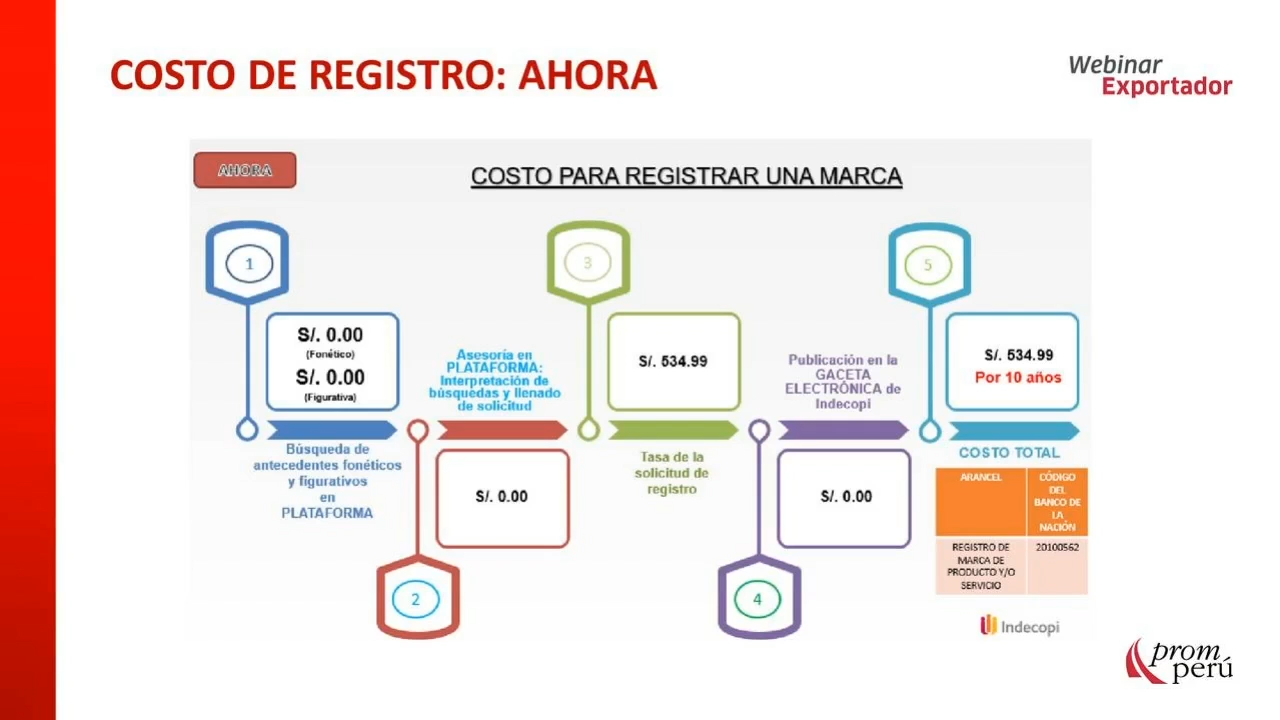 COSTO DE REGISTRO: AHORA
Webinar
Exportador
AHORA
COSTO PARA REGISTRAR UNA MARCA
1
S/. 0.00
(Fonético)
S/. 0.00
(Figurativa)
Búsqueda de
antecedentes fonéticos
y figurativos
en
PLATAFORMA
Asesoría en
PLATAFORMA:
Interpretación de
búsquedas y llenado
de solicitud
S/. 0.00
2
3
S/. 534.99
Tasa de la
solicitud de
registro
Publicación en la
GACETA
ELECTRÓNICA de
Indecopi
S/. 0.00
4
5
S/. 534.99
Por 10 años
COSTO TOTAL
ARANCEL
CÓDIGO
DEL
BANCO DE
LA
NACIÓN
REGISTRO DE
MARCA DE
PRODUCTO Y/O
SERVICIO
20100562
Indecopi
prom
perú